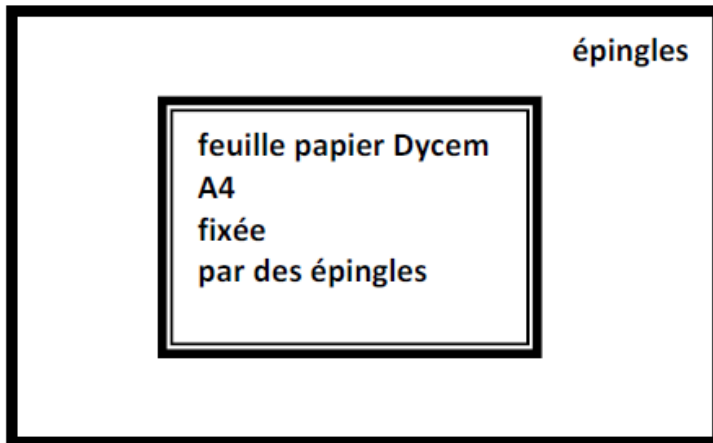 épingles
feuille papier Dycem
A4
fixée
par des épingles